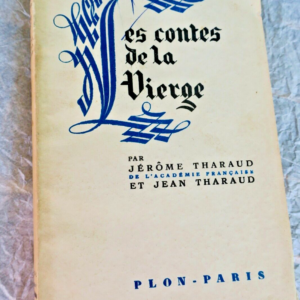 Les contes
de la
Vierge
PAR
JÉRÔME THARAUD
DE L'ACADÉMIE FRANÇAISE
ET JEAN THARAUD
PLON-PARIS